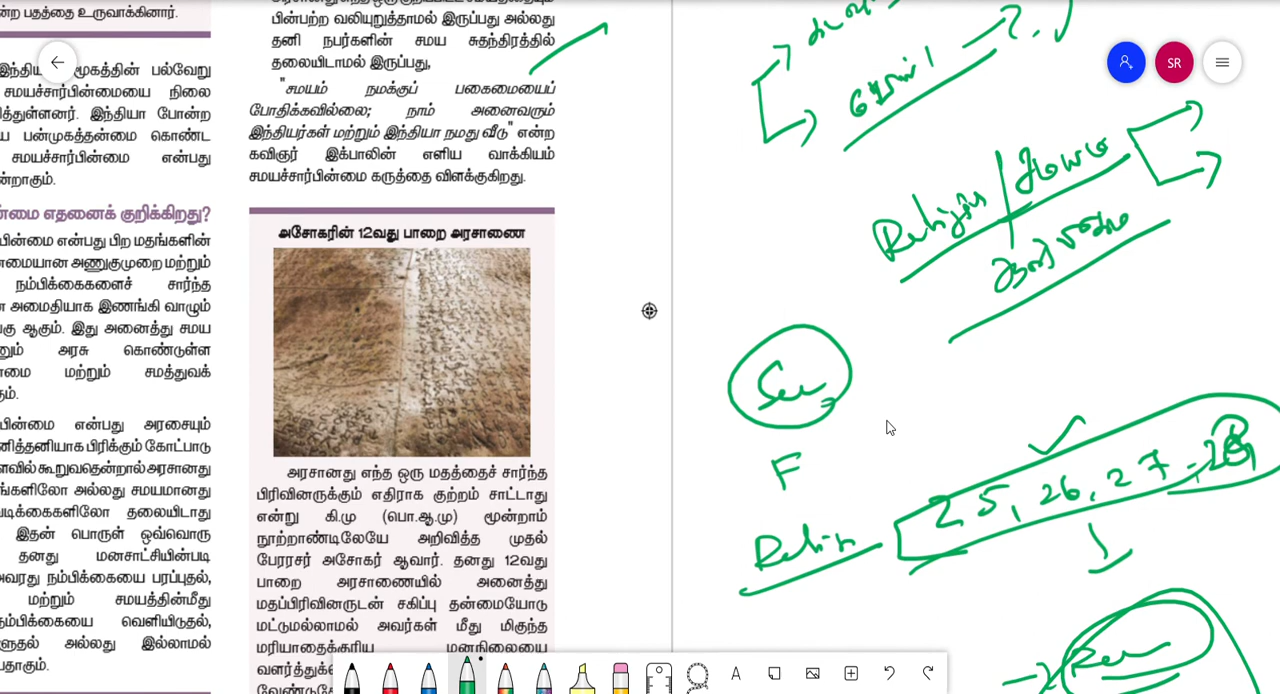 ன்ற பதத்தை உருவாக்கினார்.
இந்திய மூகத்தின் பல்வேறு
சமயச்சார்பின்மையை நிலை
த்துள்ளனர். இந்தியா போன்ற
ய பன்முகத்தன்மை கொண்ட
சமயச்சார்பின்மை என்பது
ன்றாகும்.
ன்மை எதனைக் குறிக்கிறது?
பின்மை என்பது பிற மதங்களின்
ன்மையான அணுகுமுறை மற்றும்
நம்பிக்கைகளைச் சார்ந்த
ன அமைதியாக இணங்கி வாழும்
ங்கு ஆகும். இது அனைத்து சமய
னும் அரசு கொண்டுள்ள
மை மற்றும் சமத்துவக்
கும்.
பின்மை என்பது அரசையும்
னித்தனியாக பிரிக்கும் கோட்பாடு
ளவில் கூறுவதென்றால் அரசானது
ங்களிலோ அல்லது சமயமானது
வடிக்கைகளிலோ தலையிடாது
இதன் பொருள் ஒவ்வொரு
தனது மனசாட்சியின்படி
அவரது நம்பிக்கையை பரப்புதல்,
மற்றும் சமயத்தின்மீது
நம்பிக்கையை வெளியிடுதல்,
ளுதல் அல்லது இல்லாமல்
பதாகும்.
பின்பற்ற வலியுறுத்தாமல் இருப்பது அல்லது
தனி நபர்களின் சமய சுதந்திரத்தில்
தலையிடாமல் இருப்பது,
"சமயம் நமக்குப் பகைமையைப்
போதிக்கவில்லை; நாம் அனைவரும்
இந்தியர்கள் மற்றும் இந்தியா நமது வீடு" என்ற
கவிஞர் இக்பாலின் எளிய வாக்கியம்
சமயச்சார்பின்மை கருத்தை விளக்குகிறது.
அசோகரின் 12வது பாறை அரசாணை
அரசானது எந்த ஒரு மதத்தைச் சார்ந்த
பிரிவினருக்கும் எதிராக குற்றம் சாட்டாது
என்று கி.மு (பொ.ஆ.மு) மூன்றாம்
நூற்றாண்டிலேயே அறிவித்த முதல்
பேரரசர் அசோகர் ஆவார். தனது 12வது
பாறை அரசாணையில் அனைத்து
மதப்பிரிவினருடன் சகிப்பு தன்மையோடு
மட்டுமல்லாமல் அவர்கள் மீது மிகுந்த
மரியாதைக்குரிய மனநிலையை
SR
F
25, 26, 27, 28
A